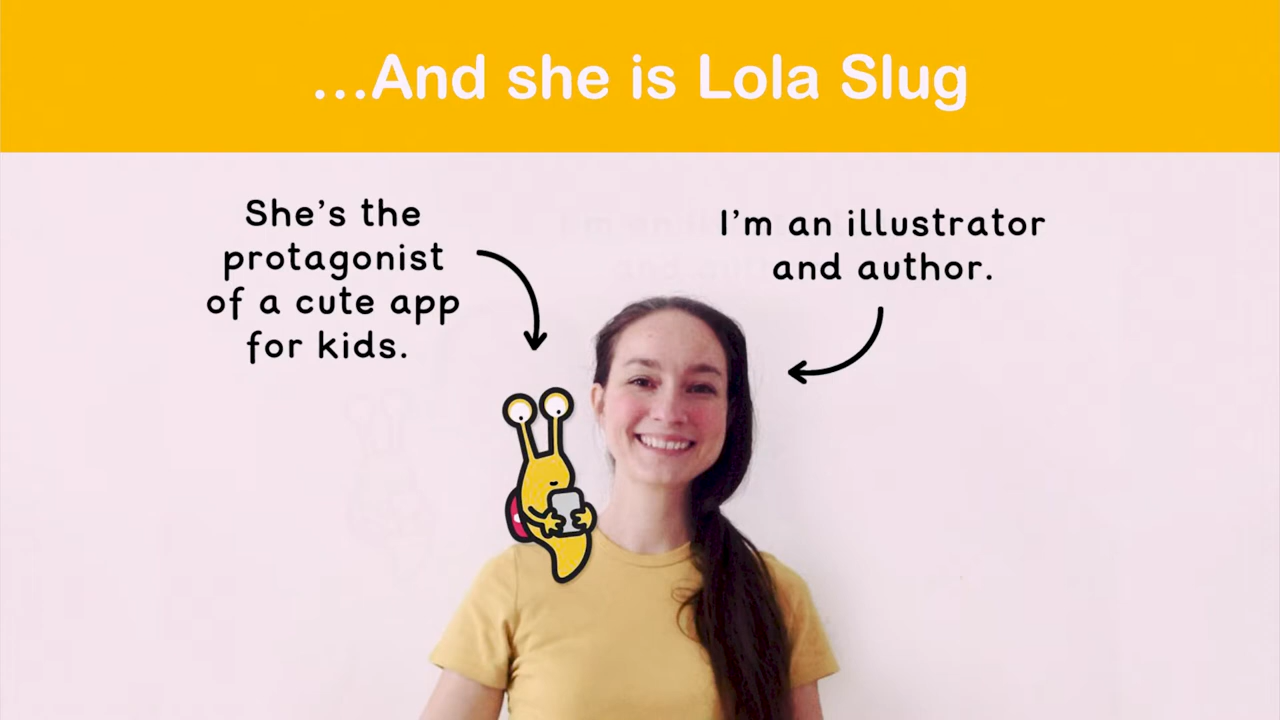 ...And she is Lola Slug
She's the
protagonist
of a cute app
for kids.
I'm an illustrator
and author.